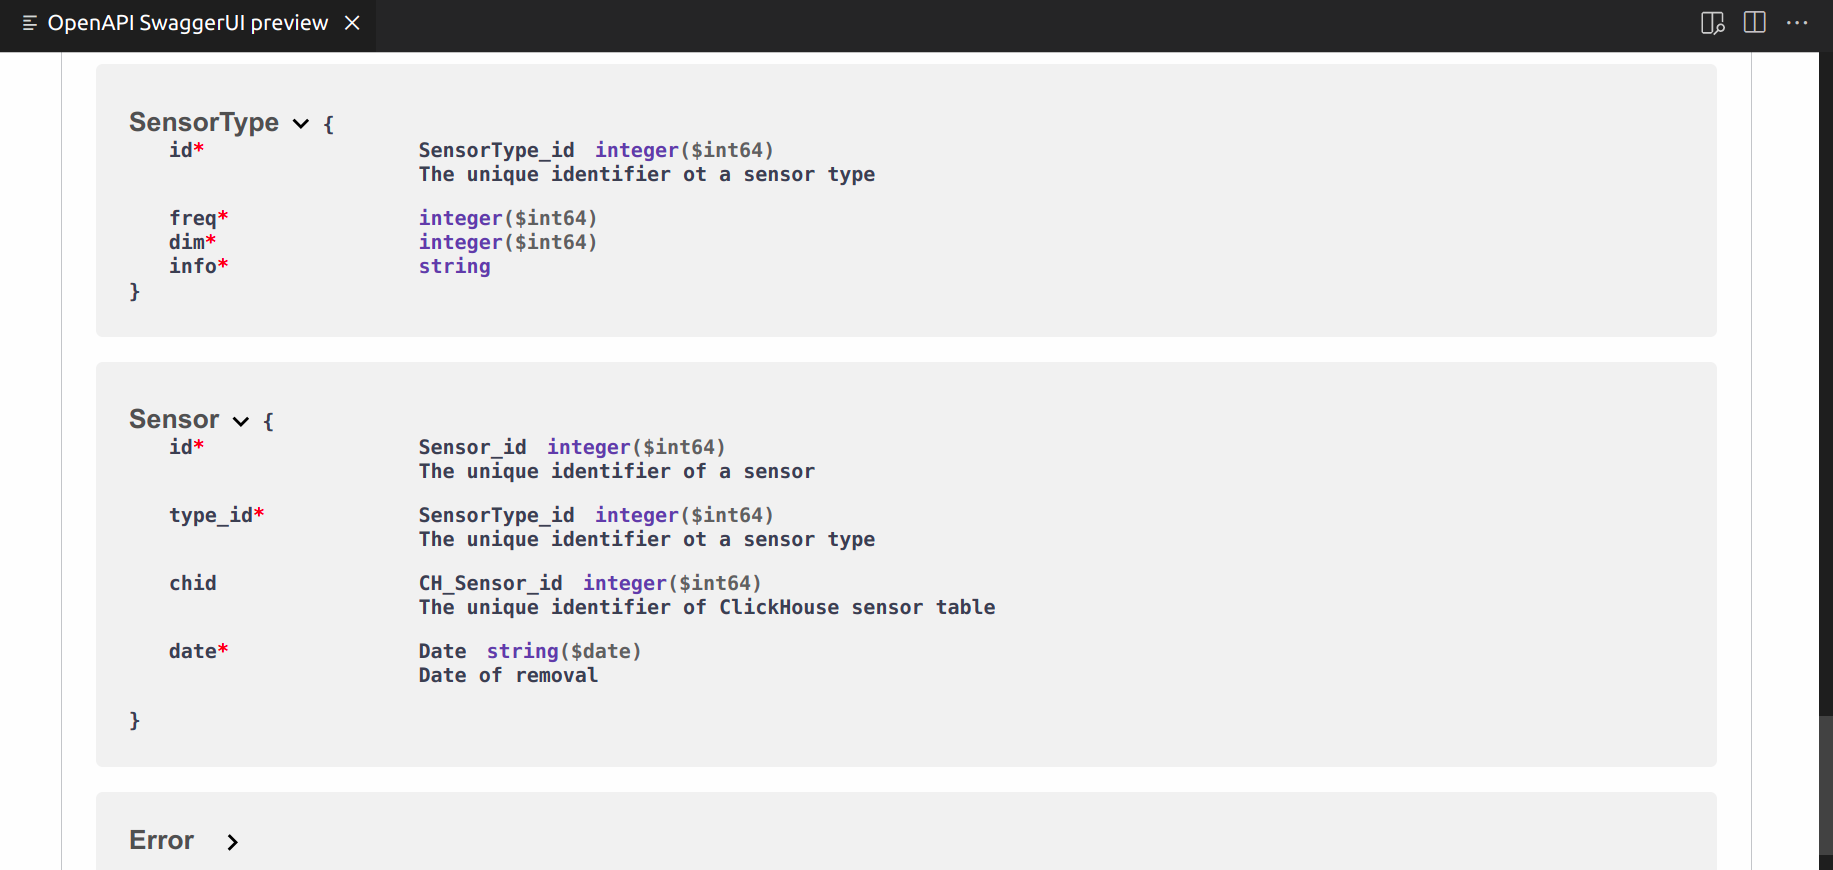 OpenAPI SwaggerUI preview
SensorType {
id* SensorType_id integer($int64)
The unique identifier ot a sensor type
freq* integer($int64)
dim* integer($int64)
info* string
}
Sensor {
id* Sensor_id integer($int64)
The unique identifier of a sensor
type_id* SensorType_id integer($int64)
The unique identifier ot a sensor type
chid CH_Sensor_id integer($int64)
The unique identifier of ClickHouse sensor table
date* Date string($date)
Date of removal
}
Error